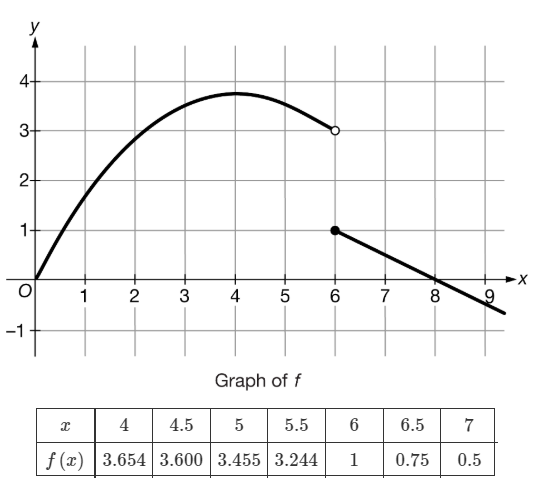 y
4
3
2
1
O 1 2 3 4 5 6 7 8 9 x
−1
Graph of f
x 4 4.5 5 5.5 6 6.5 7
f(x) 3.654 3.600 3.455 3.244 1 0.75 0.5